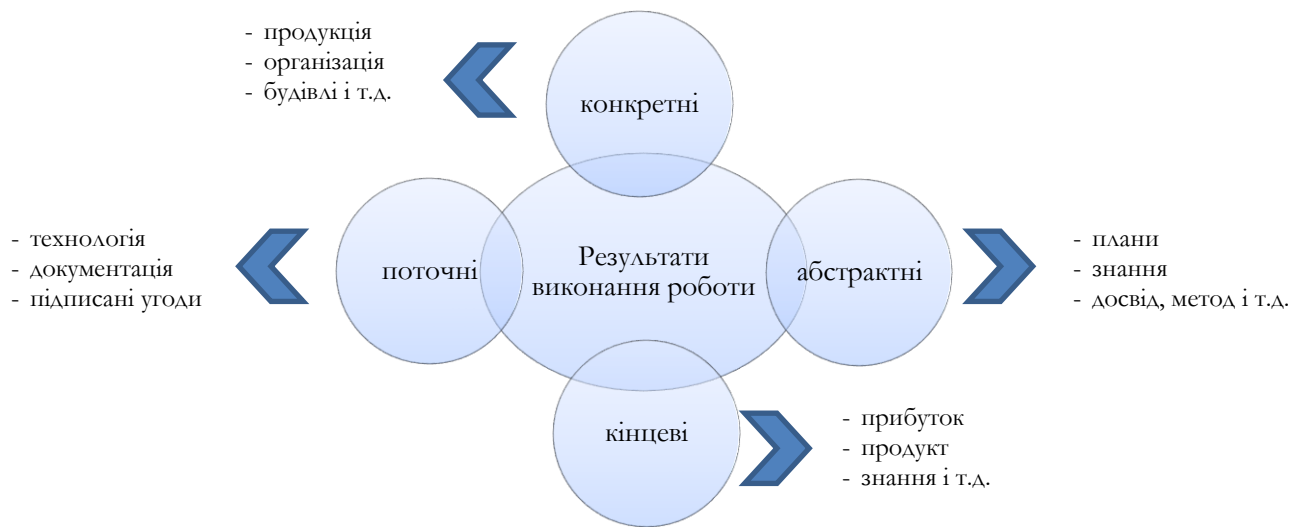 - продукція
- організація
- будівлі і т.д.
конкретні
- технологія
- документація
- підписані угоди
поточні
Результати
виконання роботи
абстрактні
- плани
- знання
- досвід, метод і т.д.
кінцеві
- прибуток
- продукт
- знання і т.д.